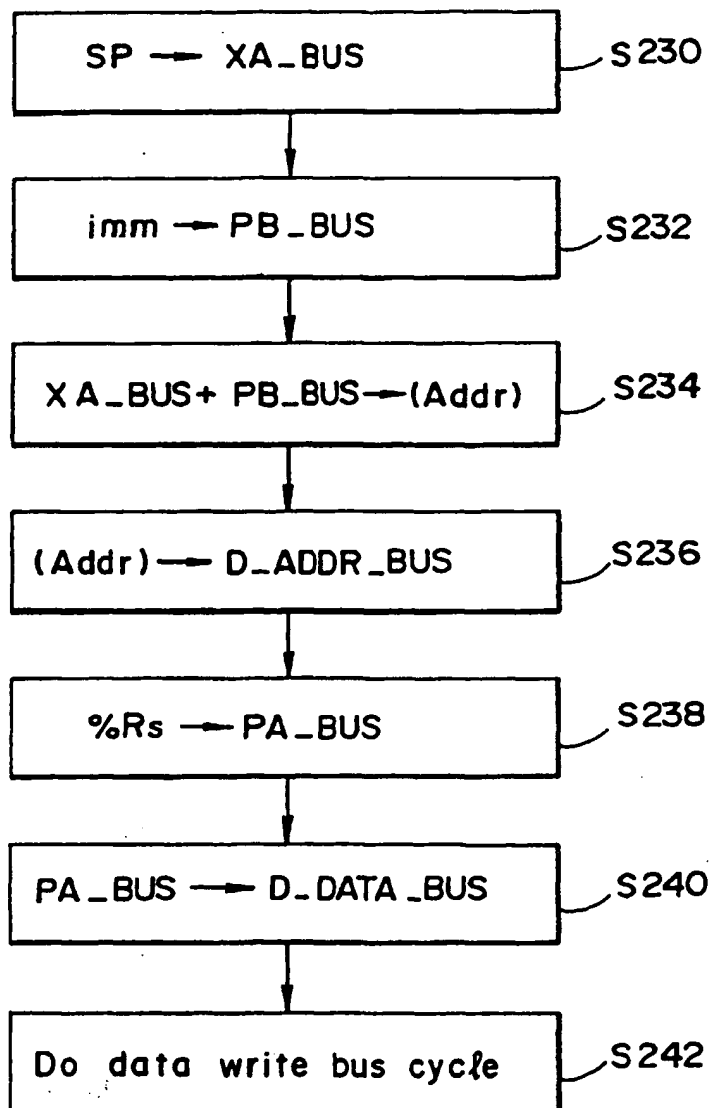 SP → XA_BUS S230
imm → PB_BUS S232
XA_BUS + PB_BUS → (Addr) S234
(Addr) → D_ADDR_BUS S236
%Rs → PA_BUS S238
PA_BUS → D_DATA_BUS S240
Do data write bus cycle S242